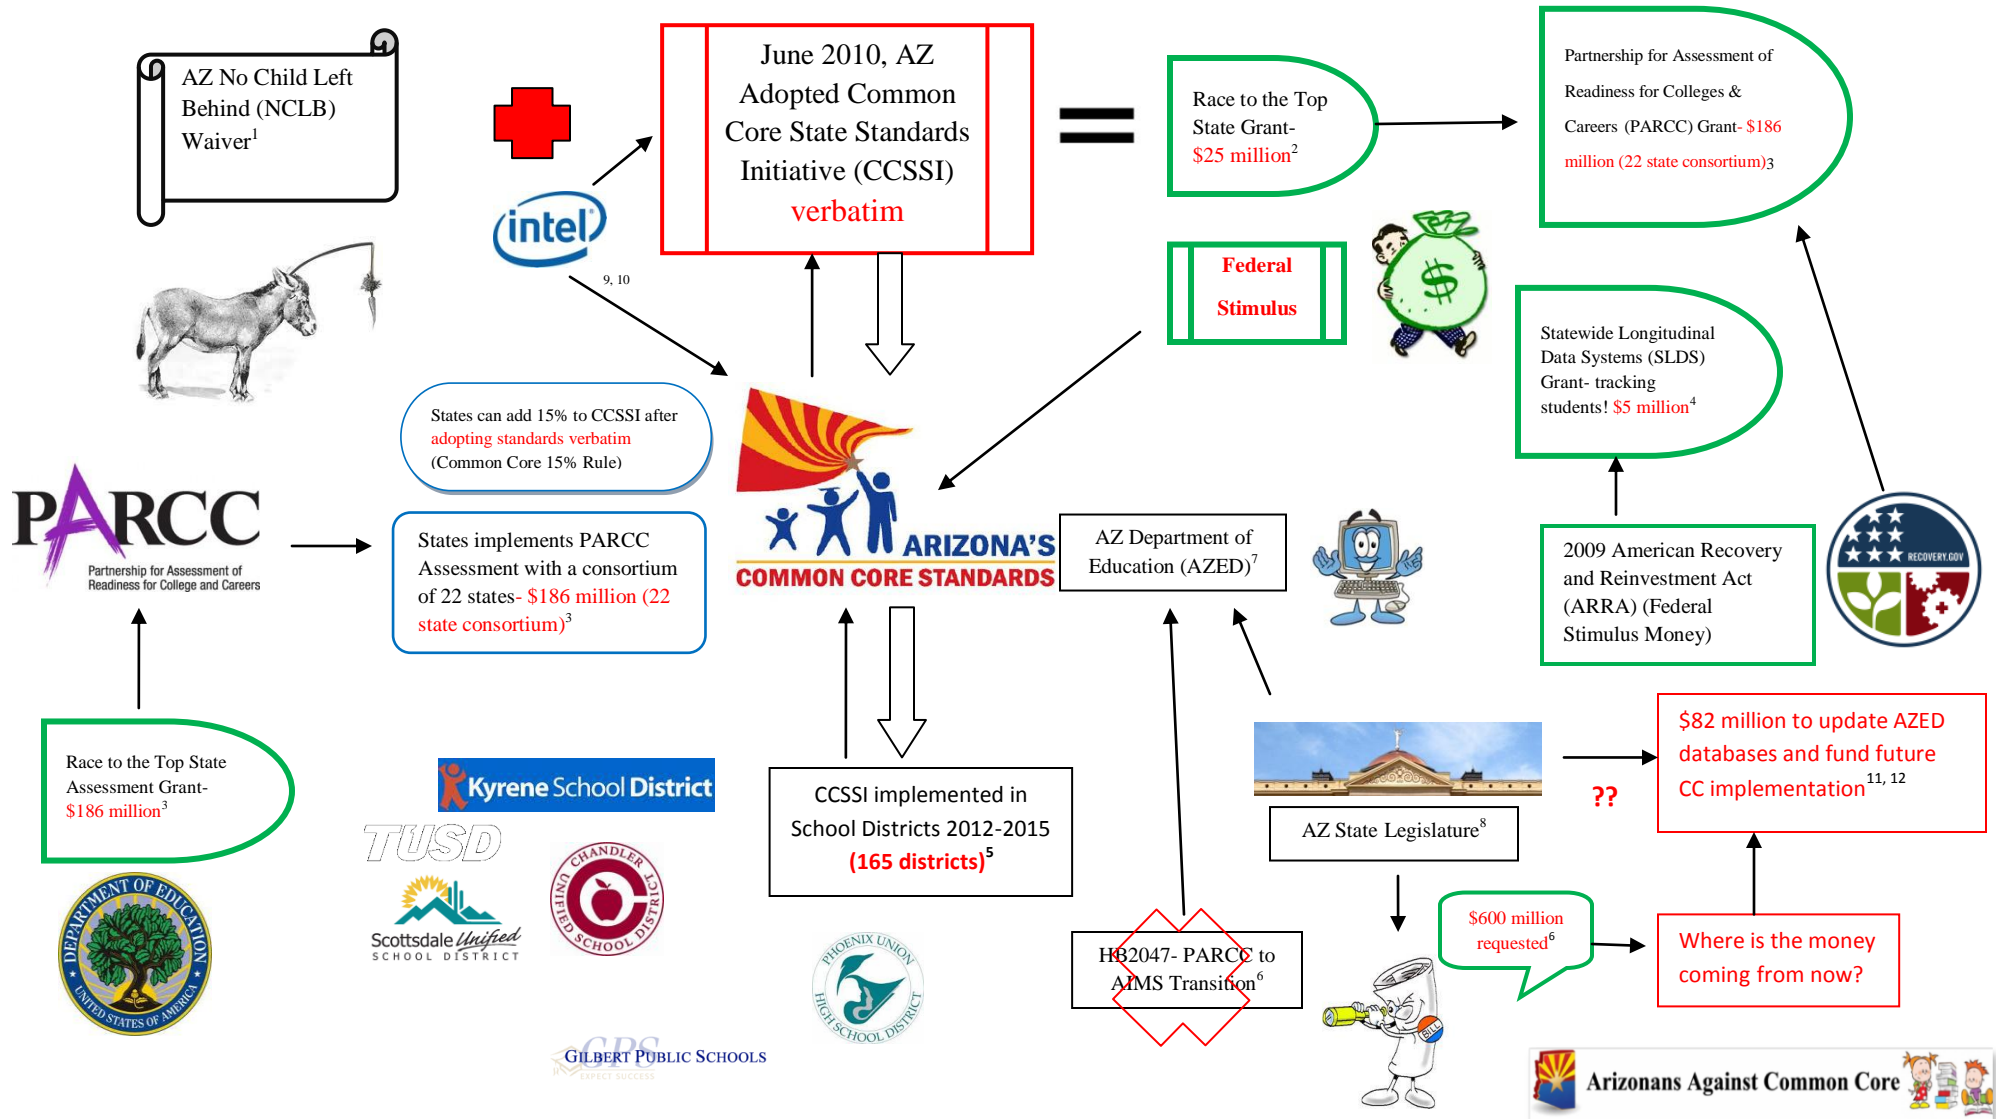 AZ No Child Left
Behind (NCLB)
Waiver1
June 2010, AZ
Adopted Common
Core State Standards
Initiative (CCSSI)
verbatim
Race to the Top
State Grant-
$25 million2
Partnership for Assessment of
Readiness for Colleges &
Careers (PARCC) Grant- $186
million (22 state consortium)3
intel®
9, 10
Federal
Stimulus
$
Statewide Longitudinal
Data Systems (SLDS)
Grant- tracking
students! $5 million4
States can add 15% to CCSSI after
adopting standards verbatim
(Common Core 15% Rule)
PARCC
Partnership for Assessment of
Readiness for College and Careers
States implements PARCC
Assessment with a consortium
of 22 states- $186 million (22
state consortium)3
ARIZONA'S
COMMON CORE STANDARDS
AZ Department of
Education (AZED)7
2009 American Recovery
and Reinvestment Act
(ARRA) (Federal
Stimulus Money)
RECOVERY.GOV
Race to the Top State
Assessment Grant-
$186 million3
DEPARTMENT OF EDUCATION
UNITED STATES OF AMERICA
Kyrene School District
TUSD
CHANDLER
UNIFIED SCHOOL DISTRICT
Scottsdale Unified
SCHOOL DISTRICT
CCSSI implemented in
School Districts 2012-2015
(165 districts)5
PHOENIX UNION
HIGH SCHOOL DISTRICT
GPS
GILBERT PUBLIC SCHOOLS
EXPECT SUCCESS
AZ State Legislature8
??
$82 million to update AZED
databases and fund future
CC implementation11, 12
HB2047- PARCC to
AIMS Transition6
$600 million
requested6
Where is the money
coming from now?
BILL
Arizonans Against Common Core